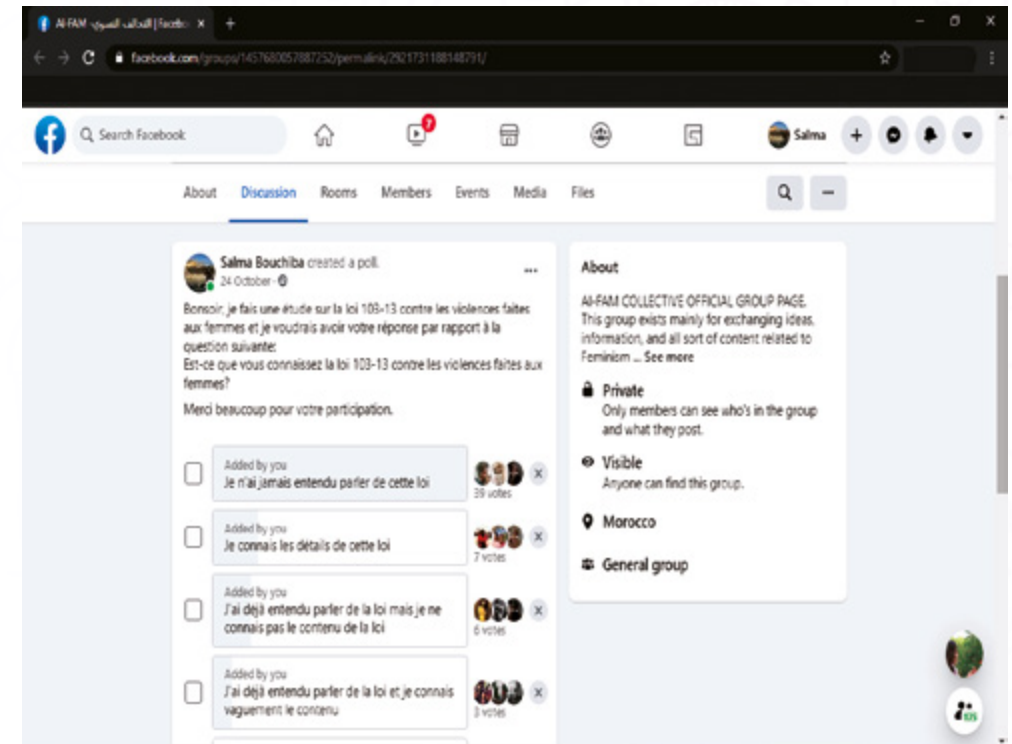 Al-FAM التحالف النسوي | Facebo
facebook.com/groups/1457680057887252/permalink/2921731188148791/
Search Facebook
7
Salma
About Discussion Rooms Members Events Media Files
Salma Bouchiba created a poll.
24 October
Bonsoir, je fais une étude sur la loi 103-13 contre les violences faites
aux femmes et je voudrais avoir votre réponse par rapport à la
question suivante:
Est-ce que vous connaissez la loi 103-13 contre les violences faites aux
femmes?
Merci beaucoup pour votre participation.
Added by you
Je n'ai jamais entendu parler de cette loi
39 votes
Added by you
Je connais les détails de cette loi
7 votes
Added by you
J'ai déjà entendu parler de la loi mais je ne
connais pas le contenu de la loi
6 votes
Added by you
J'ai déjà entendu parler de la loi et je connais
vaguement le contenu
3 votes
About
Al-FAM COLLECTIVE OFFICIAL GROUP PAGE.
This group exists mainly for exchanging ideas,
information, and all sort of content related to
Feminism ... See more
Private
Only members can see who's in the group
and what they post.
Visible
Anyone can find this group.
Morocco
General group